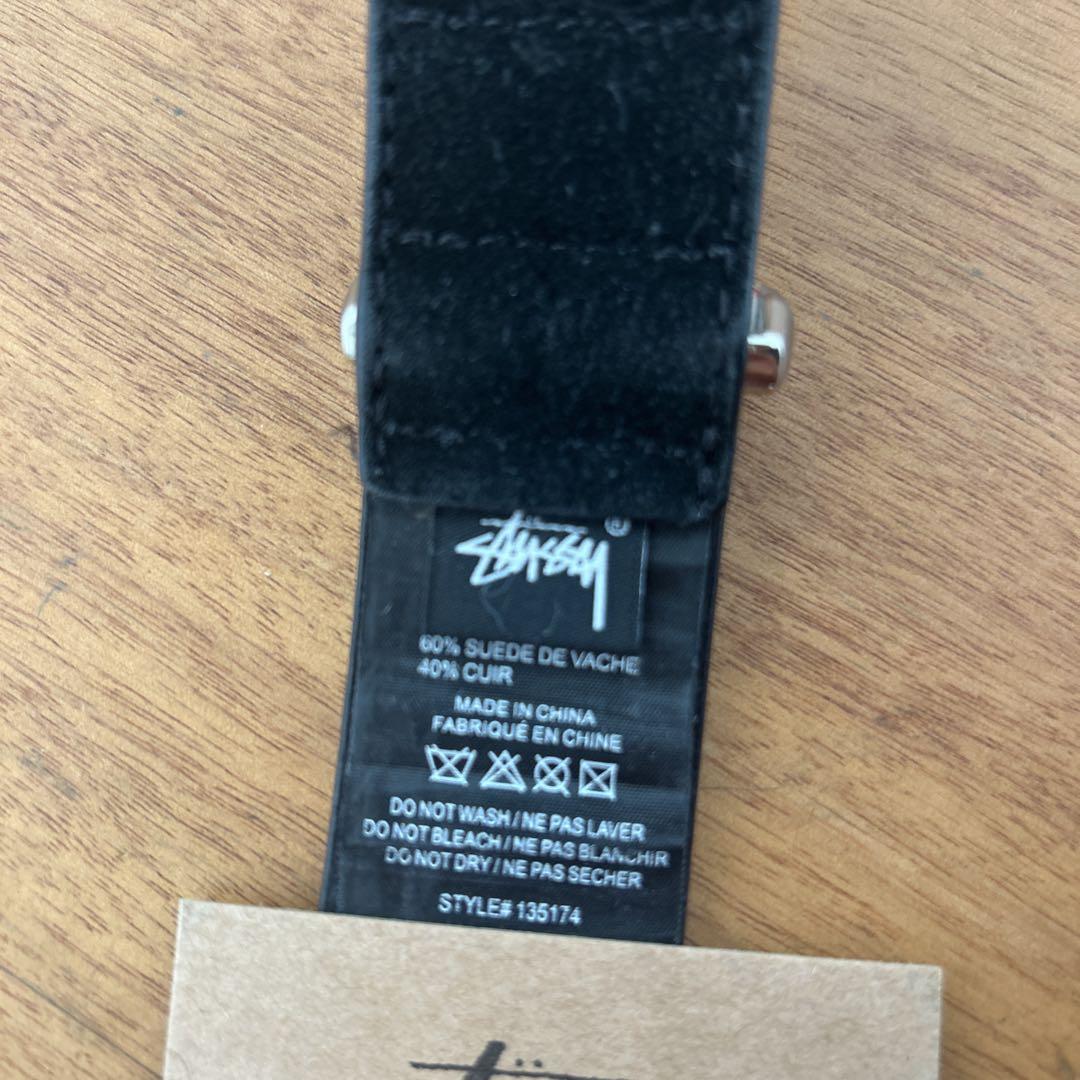 Stüssy ®
60% SUEDE DE VACHE
40% CUIR
MADE IN CHINA
FABRIQUÉ EN CHINE
DO NOT WASH / NE PAS LAVER
DO NOT BLEACH / NE PAS BLANCHIR
DO NOT DRY / NE PAS SECHER
STYLE# 135174